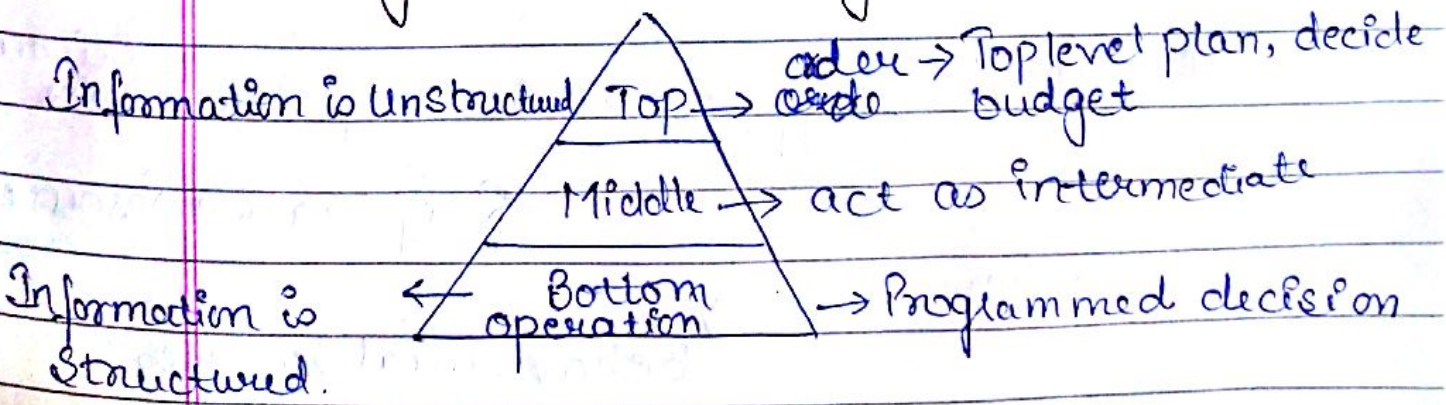 order → Top level plan, decide
Information is Unstructured Top → budget
Middle → act as intermediate
Information is ← Bottom → Programmed decision
operation
Structured.